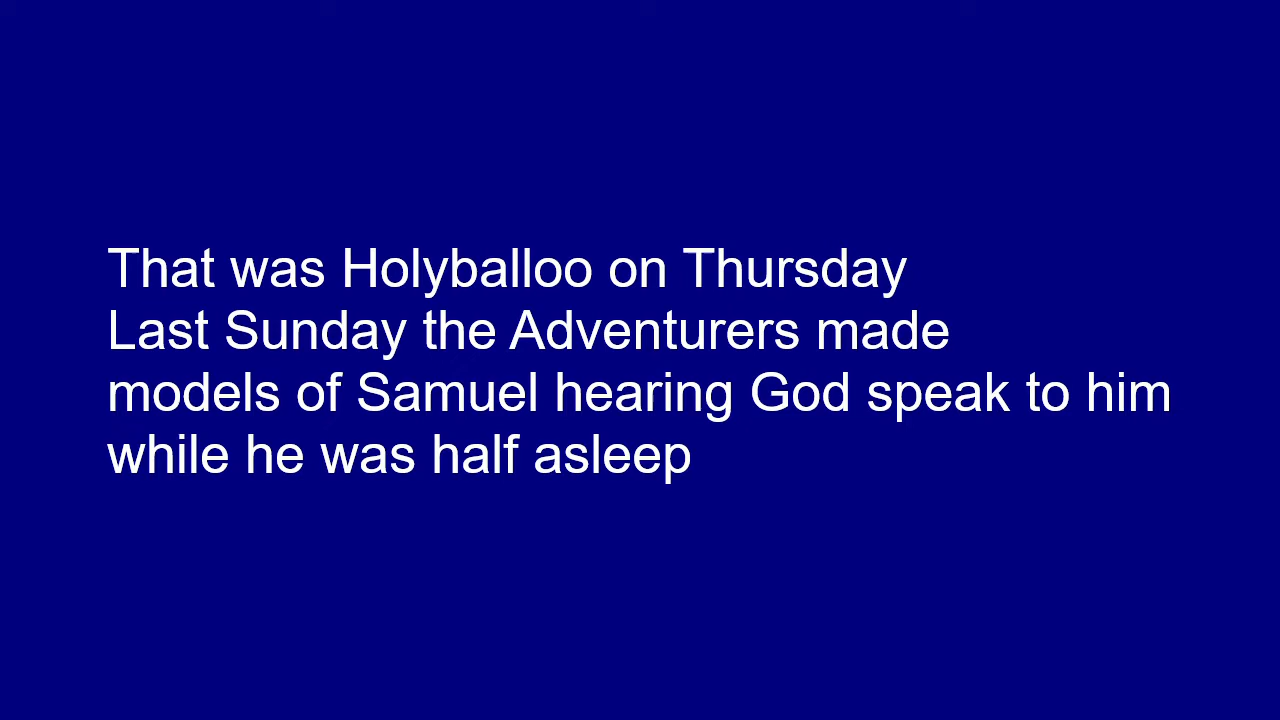 That was Holyballoo on Thursday
Last Sunday the Adventurers made
models of Samuel hearing God speak to him
while he was half asleep